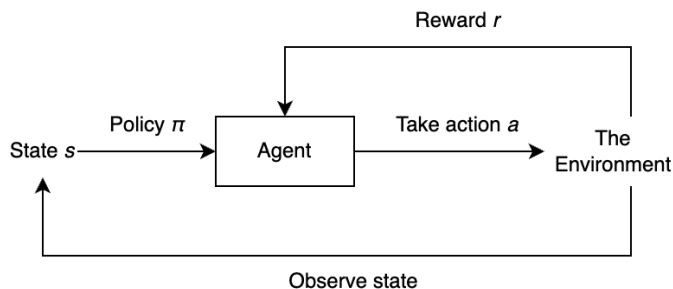 Reward r
Policy π
Take action a
State s
Agent
The
Environment
Observe state